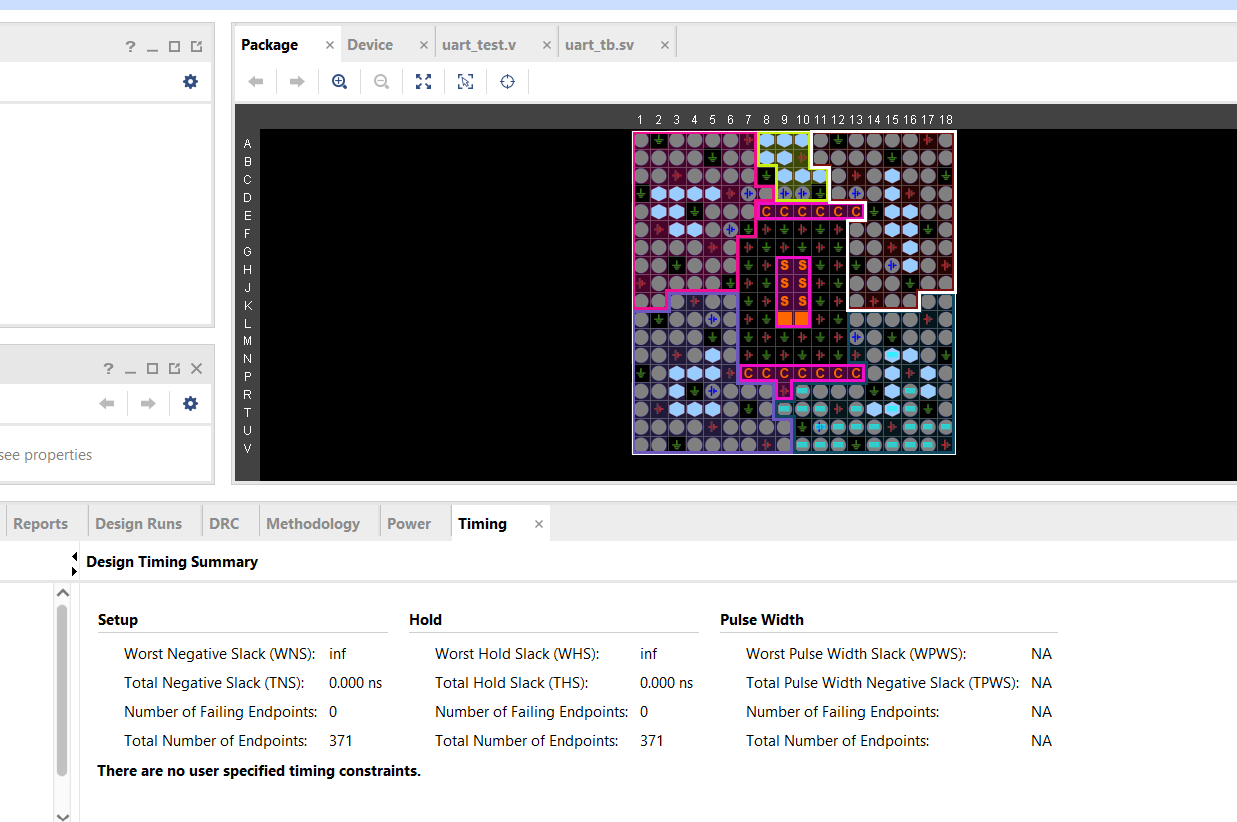 Package
Device
uart_test.v
uart_tb.sv
1 2 3 4 5 6 7 8 9 10 11 12 13 14 15 16 17 18
A
B
C
D
E
C C C C C C
F
G
H
S S
J
S S
K
S S
L
M
N
P
C C C C C C C
R
T
U
V
see properties
Reports
Design Runs
DRC
Methodology
Power
Timing
Design Timing Summary
Setup
Hold
Pulse Width
Worst Negative Slack (WNS): inf
Worst Hold Slack (WHS): inf
Worst Pulse Width Slack (WPWS): NA
Total Negative Slack (TNS): 0.000 ns
Total Hold Slack (THS): 0.000 ns
Total Pulse Width Negative Slack (TPWS): NA
Number of Failing Endpoints: 0
Number of Failing Endpoints: 0
Number of Failing Endpoints: NA
Total Number of Endpoints: 371
Total Number of Endpoints: 371
Total Number of Endpoints: NA
There are no user specified timing constraints.